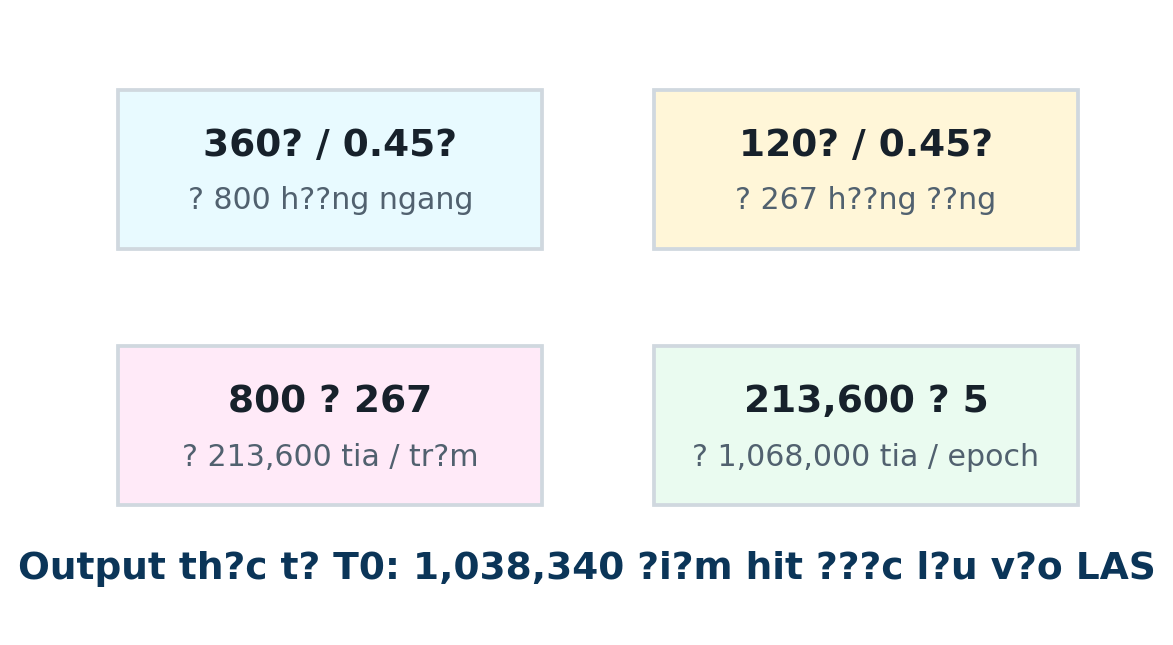 360? / 0.45?
? 800 h??ng ngang
120? / 0.45?
? 267 h??ng ??ng
800 ? 267
? 213,600 tia / tr?m
213,600 ? 5
? 1,068,000 tia / epoch
Output th?c t? T0: 1,038,340 ?i?m hit ???c l?u v?o LAS